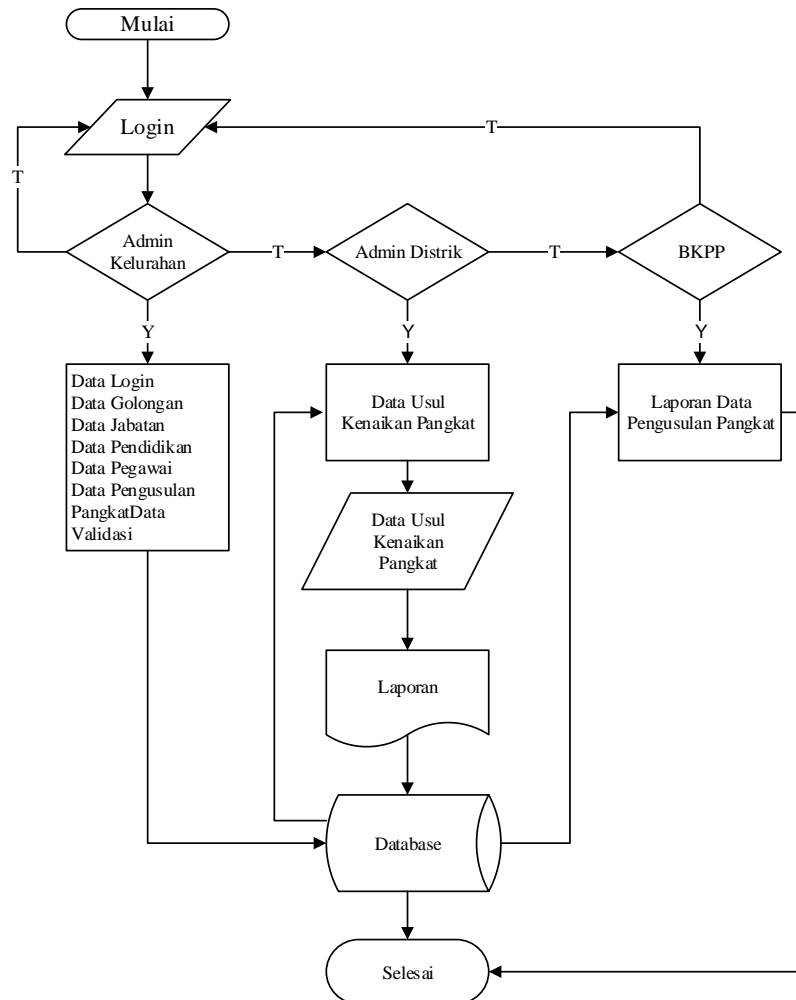 Mulai
Login
T
T
Admin
Kelurahan
T
Admin Distrik
T
BKPP
Y
Y
Y
Data Login
Data Golongan
Data Jabatan
Data Pendidikan
Data Pegawai
Data Pengusulan
PangkatData
Validasi
Data Usul
Kenaikan Pangkat
Laporan Data
Pengusulan Pangkat
Data Usul
Kenaikan
Pangkat
Laporan
Database
Selesai